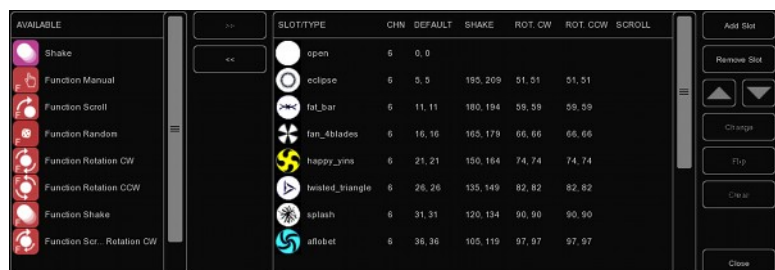 AVAILABLE >> SLOT/TYPE CHN DEFAULT SHAKE ROT. CW ROT. CCW SCROLL Add Slot
Shake << open 6 0, 0 Remove Slot
Function Manual eclipse 6 5, 5 195, 209 51, 51 51, 51
Function Scroll fat_bar 6 11, 11 180, 194 59, 59 59, 59
Function Random fan_4blades 6 16, 16 165, 179 66, 66 66, 66 Change
Function Rotation CW happy_yins 6 21, 21 150, 164 74, 74 74, 74 Flip
Function Rotation CCW twisted_triangle 6 26, 26 135, 149 82, 82 82, 82 Clear
Function Shake splash 6 31, 31 120, 134 90, 90 90, 90
Function Scr... Rotation CW aflobet 6 36, 36 105, 119 97, 97 97, 97
Close